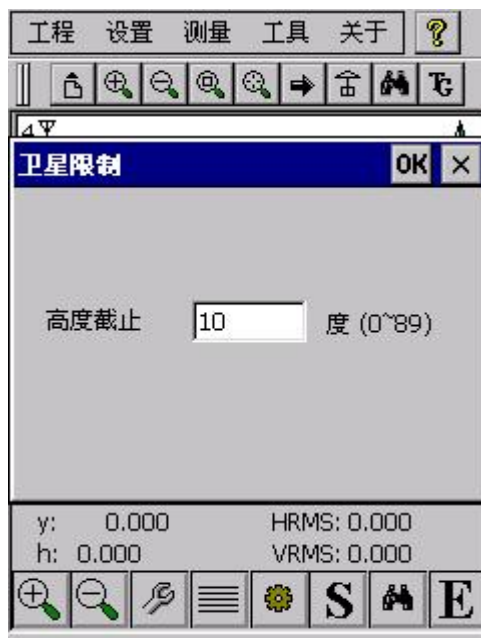 工程 设置 测量 工具 关于 ?
TG
卫星限制 OK ×
高度截止 10 度 (0~89)
y: 0.000 HRMS: 0.000
h: 0.000 VRMS: 0.000
S E